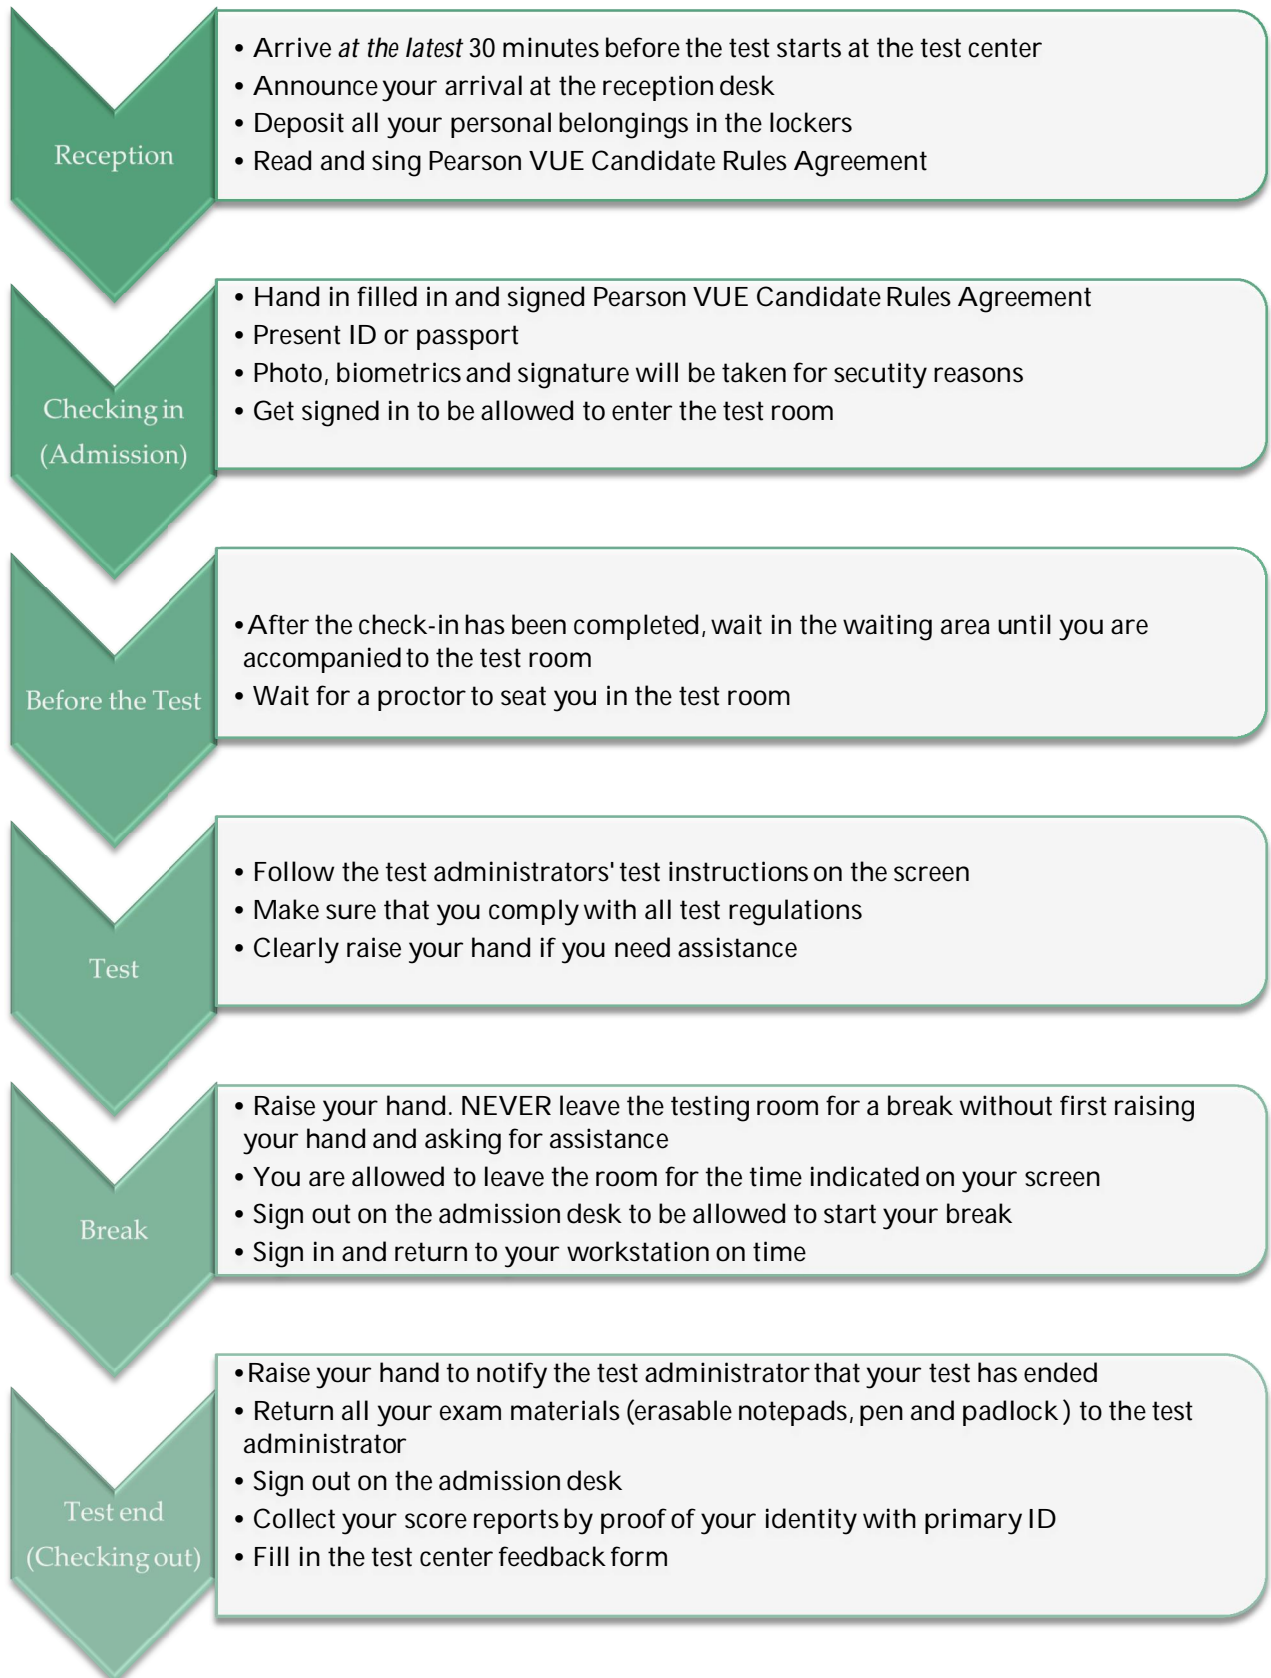 Reception
• Arrive at the latest 30 minutes before the test starts at the test center
• Announce your arrival at the reception desk
• Deposit all your personal belongings in the lockers
• Read and sing Pearson VUE Candidate Rules Agreement
Checking in
(Admission)
• Hand in filled in and signed Pearson VUE Candidate Rules Agreement
• Present ID or passport
• Photo, biometrics and signature will be taken for secutity reasons
• Get signed in to be allowed to enter the test room
Before the Test
• After the check-in has been completed, wait in the waiting area until you are
accompanied to the test room
• Wait for a proctor to seat you in the test room
Test
• Follow the test administrators' test instructions on the screen
• Make sure that you comply with all test regulations
• Clearly raise your hand if you need assistance
Break
• Raise your hand. NEVER leave the testing room for a break without first raising
your hand and asking for assistance
• You are allowed to leave the room for the time indicated on your screen
• Sign out on the admission desk to be allowed to start your break
• Sign in and return to your workstation on time
Test end
(Checking out)
• Raise your hand to notify the test administrator that your test has ended
• Return all your exam materials (erasable notepads, pen and padlock ) to the test
administrator
• Sign out on the admission desk
• Collect your score reports by proof of your identity with primary ID
• Fill in the test center feedback form